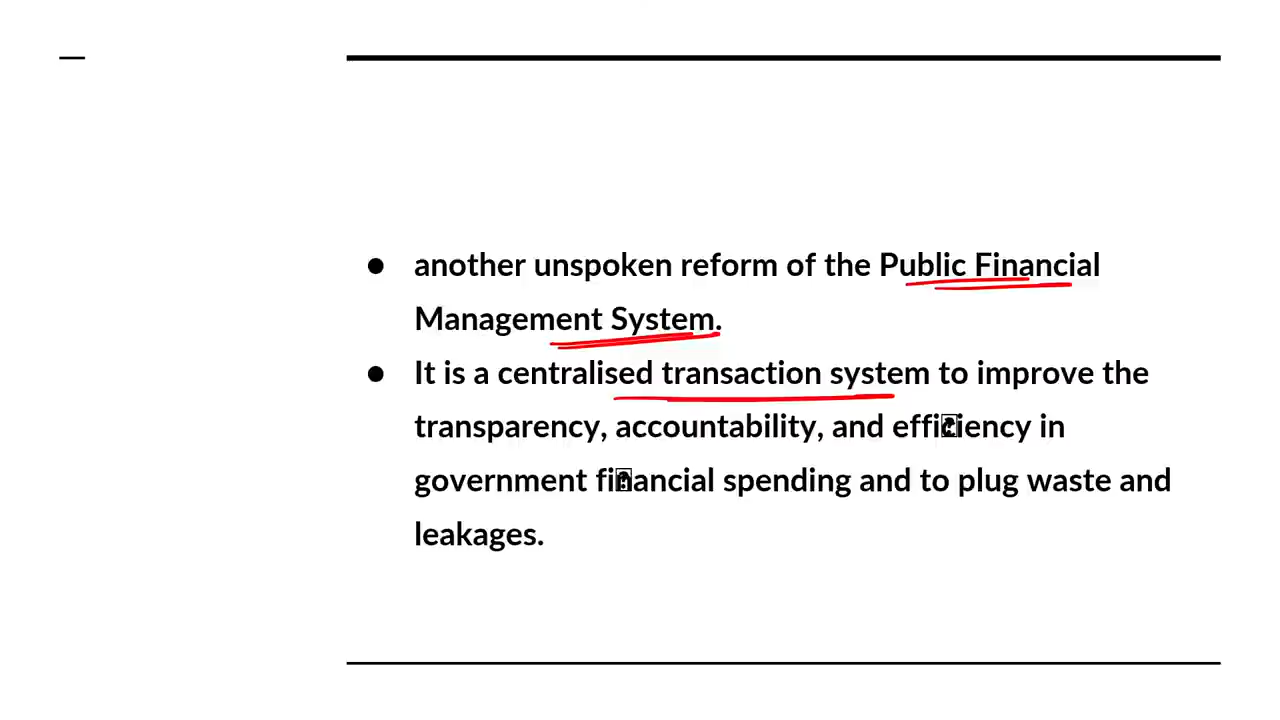 ● another unspoken reform of the Public Financial
Management System.
● It is a centralised transaction system to improve the
transparency, accountability, and efficiency in
government financial spending and to plug waste and
leakages.